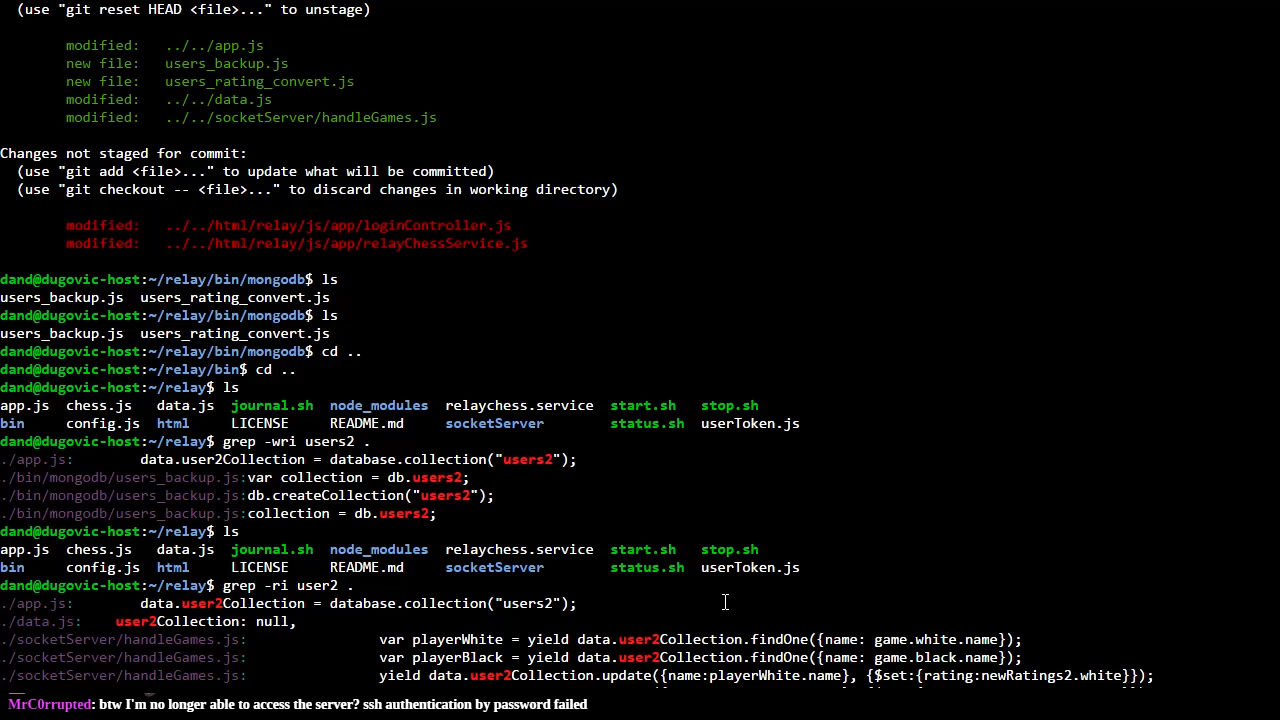 (use "git reset HEAD <file>..." to unstage)
modified:   ../../app.js
new file:   users_backup.js
new file:   users_rating_convert.js
modified:   ../../data.js
modified:   ../../socketServer/handleGames.js
Changes not staged for commit:
(use "git add <file>..." to update what will be committed)
(use "git checkout -- <file>..." to discard changes in working directory)
modified:   ../../html/relay/js/app/loginController.js
modified:   ../../html/relay/js/app/relayChessService.js
dand@dugovic-host:~/relay/bin/mongodb$ ls
users_backup.js  users_rating_convert.js
dand@dugovic-host:~/relay/bin/mongodb$ ls
users_backup.js  users_rating_convert.js
dand@dugovic-host:~/relay/bin/mongodb$ cd ..
dand@dugovic-host:~/relay/bin$ cd ..
dand@dugovic-host:~/relay$ ls
app.js  chess.js   data.js  journal.sh  node_modules  relaychess.service  start.sh   stop.sh
bin     config.js  html     LICENSE     README.md     socketServer        status.sh  userToken.js
dand@dugovic-host:~/relay$ grep -wri users2 .
./app.js:        data.user2Collection = database.collection("users2");
./bin/mongodb/users_backup.js:var collection = db.users2;
./bin/mongodb/users_backup.js:db.createCollection("users2");
./bin/mongodb/users_backup.js:collection = db.users2;
dand@dugovic-host:~/relay$ ls
app.js  chess.js   data.js  journal.sh  node_modules  relaychess.service  start.sh   stop.sh
bin     config.js  html     LICENSE     README.md     socketServer        status.sh  userToken.js
dand@dugovic-host:~/relay$ grep -ri user2 .
./app.js:        data.user2Collection = database.collection("users2");
./data.js:    user2Collection: null,
./socketServer/handleGames.js:                var playerWhite = yield data.user2Collection.findOne({name: game.white.name});
./socketServer/handleGames.js:                var playerBlack = yield data.user2Collection.findOne({name: game.black.name});
./socketServer/handleGames.js:                yield data.user2Collection.update({name:playerWhite.name}, {$set:{rating:newRatings2.white}});
MrC0rrupted: btw I'm no longer able to access the server? ssh authentication by password failed